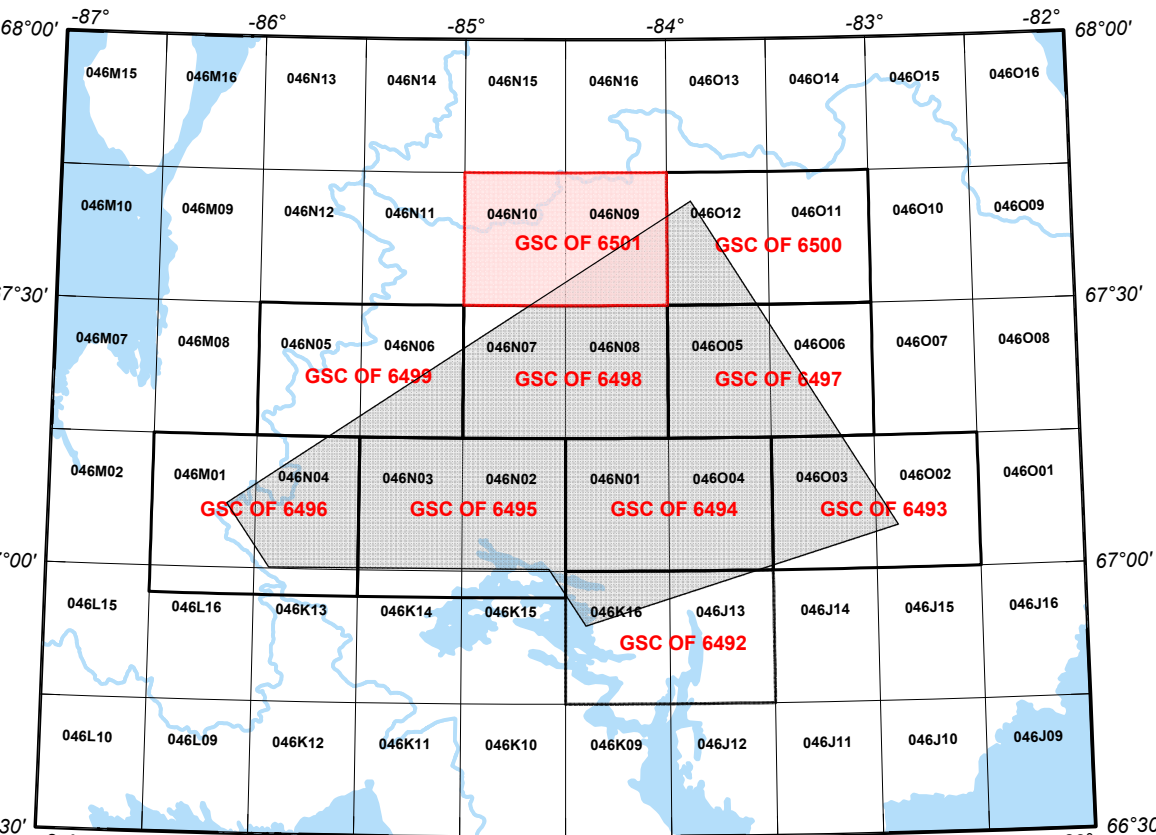 -87° -86° -85° -84° -83° -82°
68°00' 68°00'
046M15 046M16 046N13 046N14 046N15 046N16 046O13 046O14 046O15 046O16
046M10 046M09 046N12 046N11 046N10 046N09 046O12 046O11 046O10 046O09
GSC OF 6501 GSC OF 6500
7°30' 67°30'
046M07 046M08 046N05 046N06 046N07 046N08 046O05 046O06 046O07 046O08
GSC OF 6499 GSC OF 6498 GSC OF 6497
046M02 046M01 046N04 046N03 046N02 046N01 046O04 046O03 046O02 046O01
GSC OF 6496 GSC OF 6495 GSC OF 6494 GSC OF 6493
7°00' 67°00'
046L15 046L16 046K13 046K14 046K15 046K16 046J13 046J14 046J15 046J16
GSC OF 6492
046L10 046L09 046K12 046K11 046K10 046K09 046J12 046J11 046J10 046J09
30' 66°30'